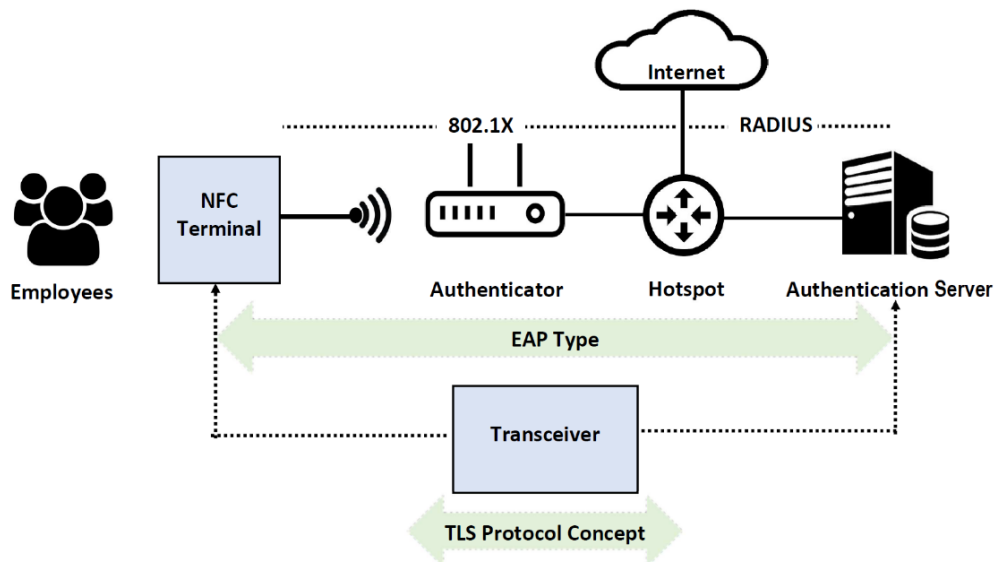 Internet
802.1X
RADIUS
NFC
Terminal
Employees
Authenticator
Hotspot
Authentication Server
EAP Type
Transceiver
TLS Protocol Concept